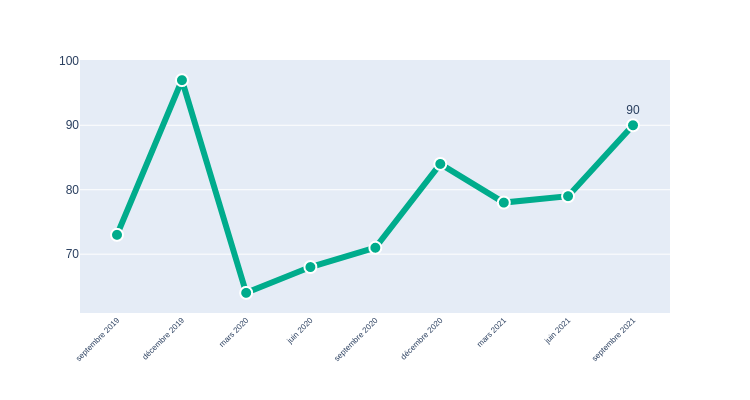 100
90
90
80
70
septembre 2019
décembre 2019
mars 2020
juin 2020
septembre 2020
décembre 2020
mars 2021
juin 2021
septembre 2021